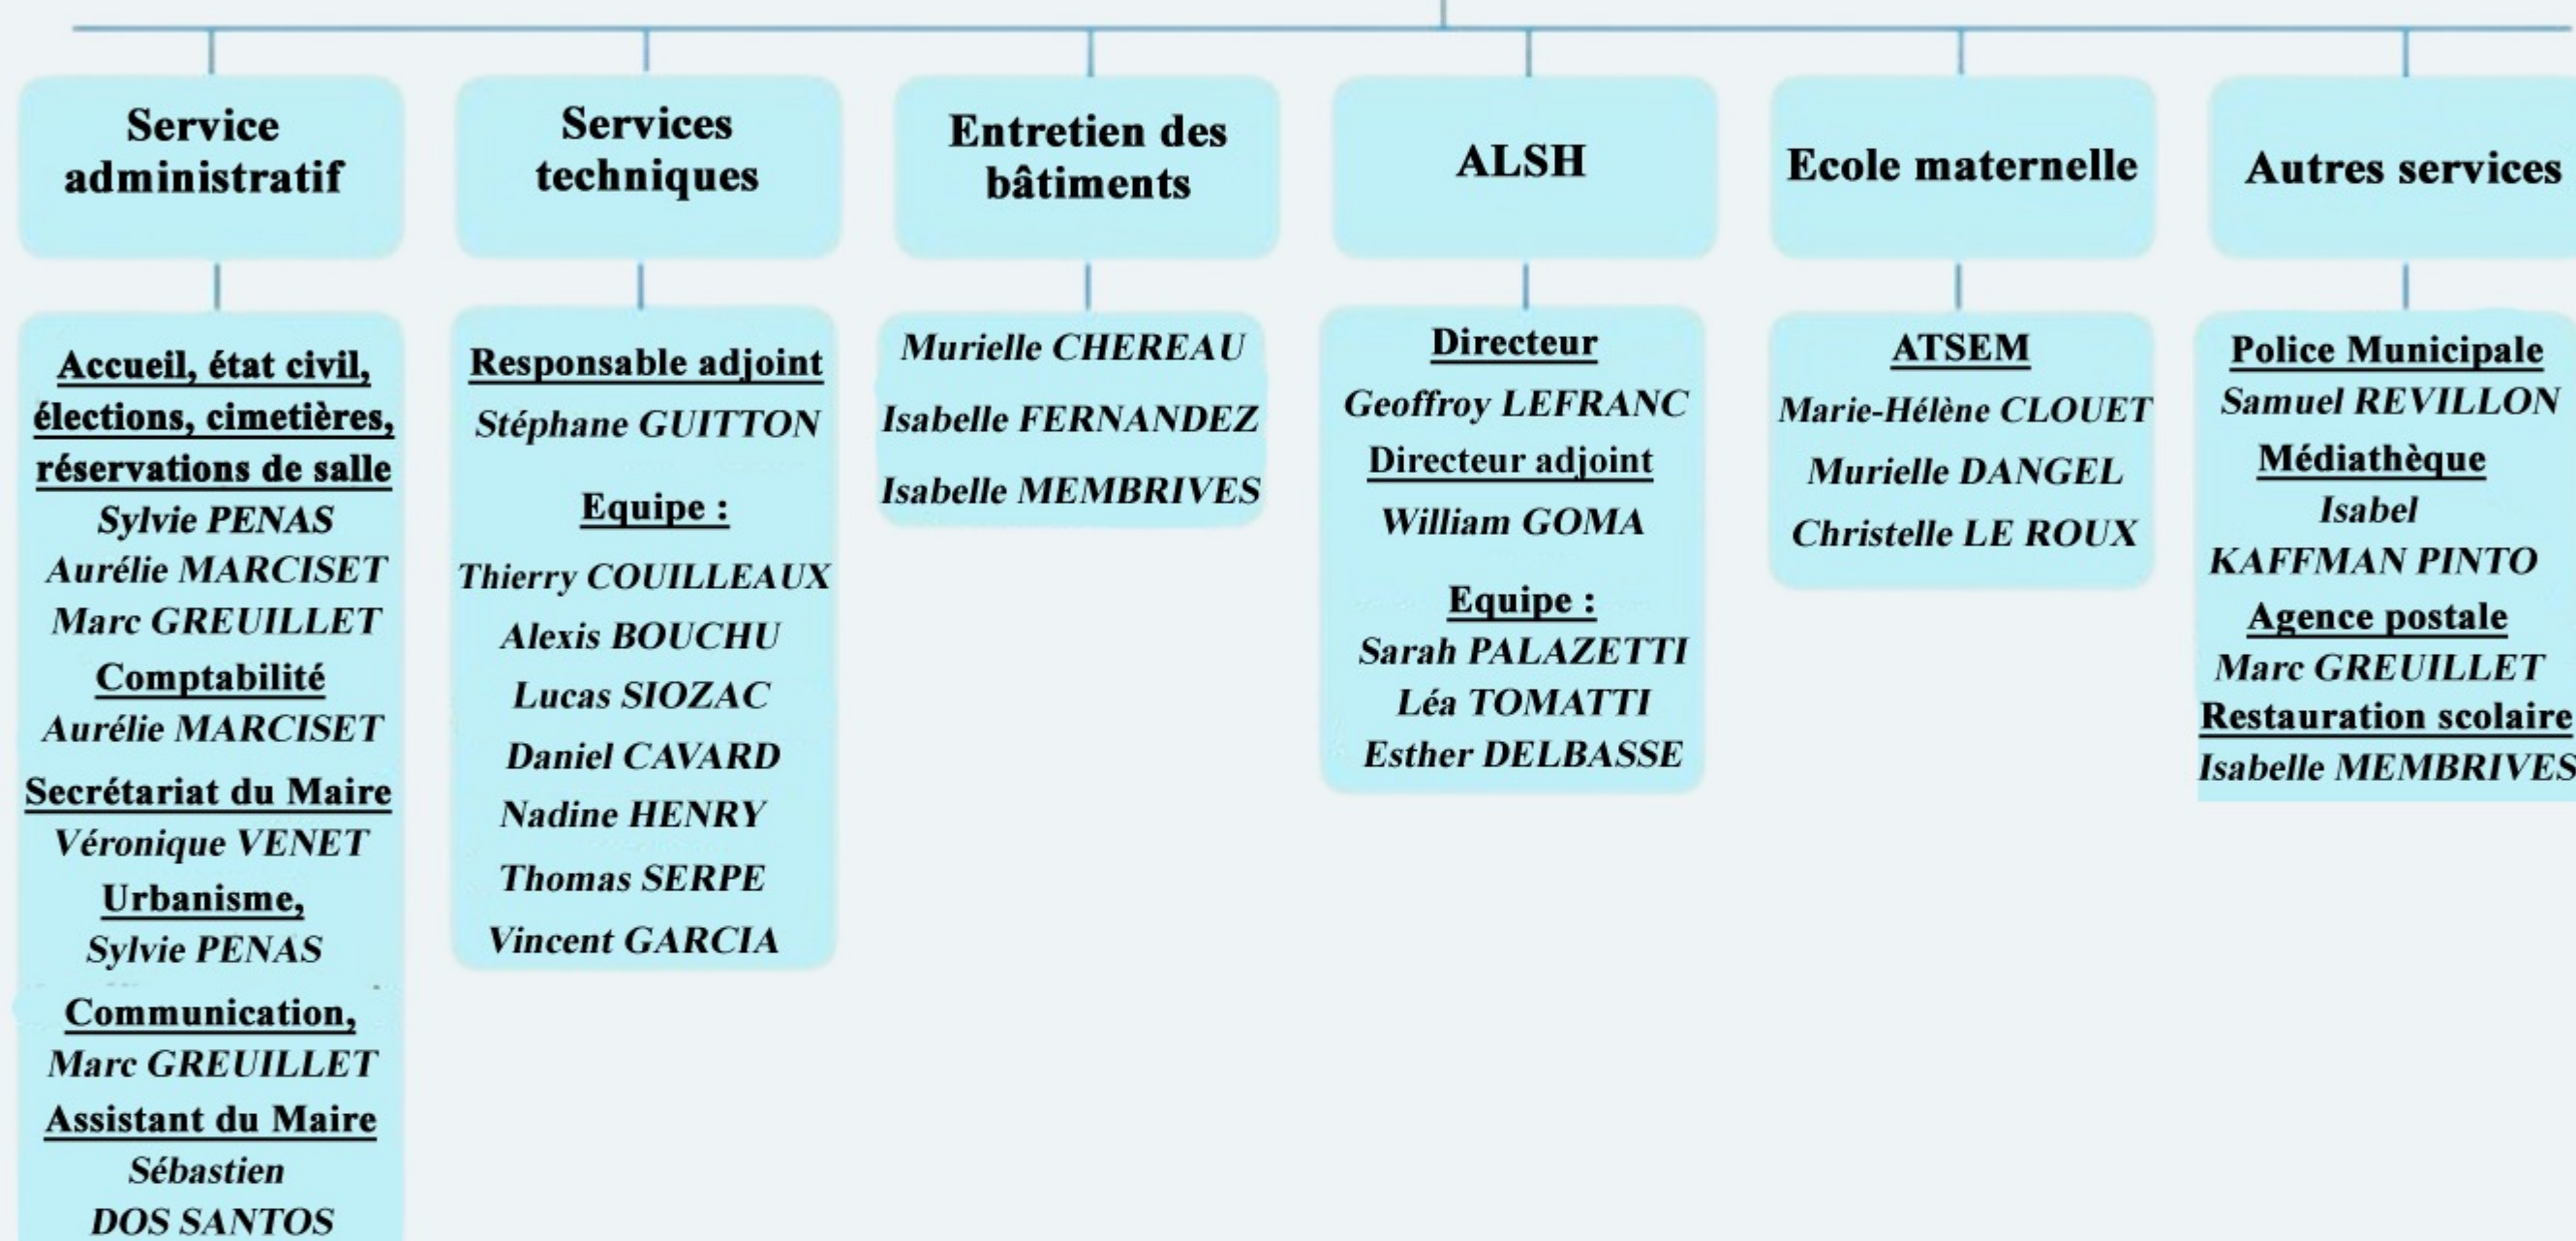 Service
administratif
Accueil, état civil,
élections, cimetières,
réservations de salle
Sylvie PENAS
Aurélie MARCISET
Marc GREUILLET
Comptabilité
Aurélie MARCISET
Secrétariat du Maire
Véronique VENET
Urbanisme,
Sylvie PENAS
Communication,
Marc GREUILLET
Assistant du Maire
Sébastien
DOS SANTOS
Services
techniques
Responsable adjoint
Stéphane GUITTON
Equipe :
Thierry COUILLEAUX
Alexis BOUCHU
Lucas SIOZAC
Daniel CAVARD
Nadine HENRY
Thomas SERPE
Vincent GARCIA
Entretien des
bâtiments
Murielle CHEREAU
Isabelle FERNANDEZ
Isabelle MEMBRIVES
ALSH
Directeur
Geoffroy LEFRANC
Directeur adjoint
William GOMA
Equipe :
Sarah PALAZETTI
Léa TOMATTI
Esther DELBASSE
Ecole maternelle
ATSEM
Marie-Hélène CLOUET
Murielle DANGEL
Christelle LE ROUX
Autres services
Police Municipale
Samuel REVILLON
Médiathèque
Isabel
KAFFMAN PINTO
Agence postale
Marc GREUILLET
Restauration scolaire
Isabelle MEMBRIVES